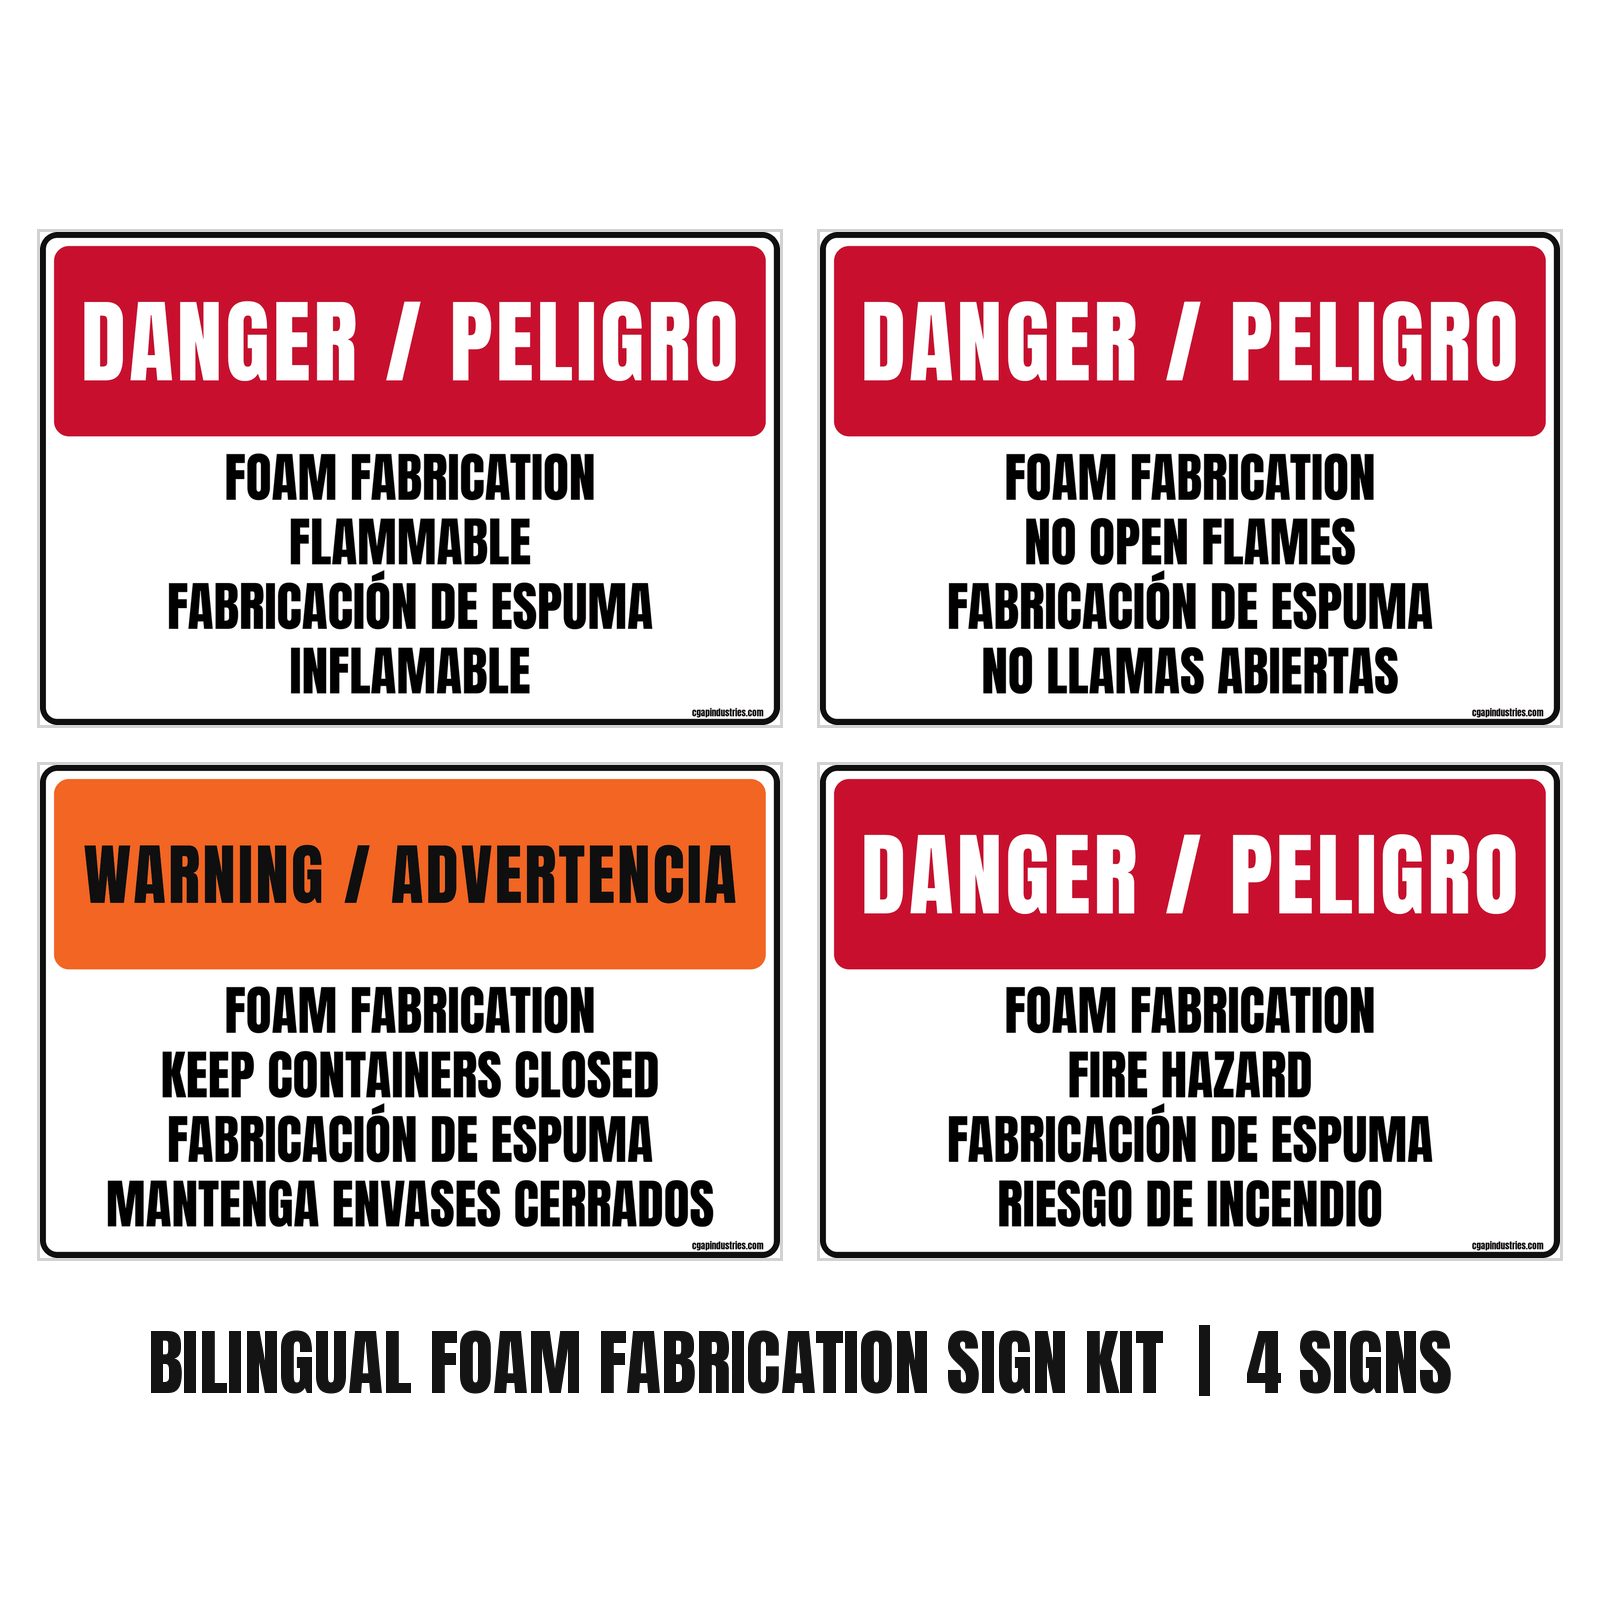 DANGER / PELIGRO
FOAM FABRICATION
FLAMMABLE
FABRICACIÓN DE ESPUMA
INFLAMABLE
cgapindustries.com
DANGER / PELIGRO
FOAM FABRICATION
NO OPEN FLAMES
FABRICACIÓN DE ESPUMA
NO LLAMAS ABIERTAS
cgapindustries.com
WARNING / ADVERTENCIA
FOAM FABRICATION
KEEP CONTAINERS CLOSED
FABRICACIÓN DE ESPUMA
MANTENGA ENVASES CERRADOS
cgapindustries.com
DANGER / PELIGRO
FOAM FABRICATION
FIRE HAZARD
FABRICACIÓN DE ESPUMA
RIESGO DE INCENDIO
cgapindustries.com
BILINGUAL FOAM FABRICATION SIGN KIT | 4 SIGNS